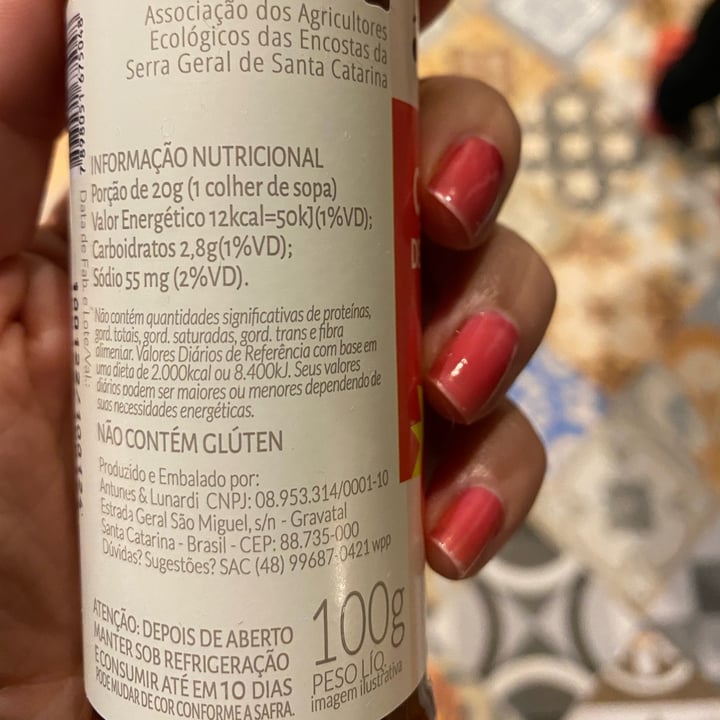 Associação dos Agricultores
Ecológicos das Encostas da
Serra Geral de Santa Catarina
INFORMAÇÃO NUTRICIONAL
Porção de 20g (1 colher de sopa)
Valor Energético 12kcal=50kJ(1%VD);
Carboidratos 2,8g(1%VD);
Sódio 55 mg (2%VD).
Não contém quantidades significativas de proteínas,
gord. totais, gord. saturadas, gord. trans e fibra
alimentar. Valores Diários de Referência com base em
uma dieta de 2.000kcal ou 8.400kJ. Seus valores
diários podem ser maiores ou menores dependendo de
suas necessidades energéticas.
NÃO CONTÉM GLÚTEN
Produzido e Embalado por:
Antunes & Lunardi CNPJ: 08.953.314/0001-10
Estrada Geral São Miguel, s/n - Gravatal
Santa Catarina - Brasil - CEP: 88.735-000
Dúvidas? Sugestões? SAC (48) 99687-0421 wpp
ATENÇÃO: DEPOIS DE ABERTO
MANTER SOB REFRIGERAÇÃO
E CONSUMIR ATÉ EM 10 DIAS
PODE MUDAR DE COR CONFORME A SAFRA.
100g
PESO LÍQ.
imagem ilustrativa
Data de Fab. e Lote/Val.: